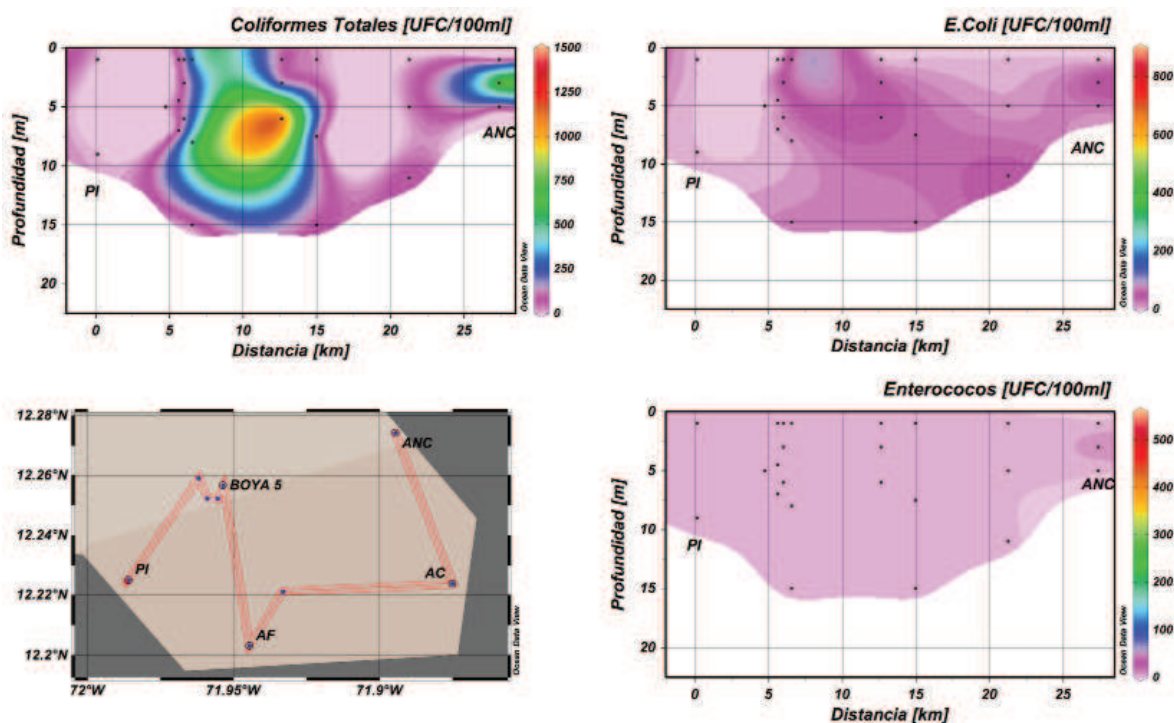 Coliformes Totales [UFC/100ml]
0
5
10
15
20
Profundidad [m]
PI
ANC
Ocean Data View
1500
1250
1000
750
500
250
0
0 5 10 15 20 25
Distancia [km]
E.Coli [UFC/100ml]
0
5
10
15
20
Profundidad [m]
PI
ANC
Ocean Data View
800
600
400
200
0
0 5 10 15 20 25
Distancia [km]
12.28°N
12.26°N
12.24°N
12.22°N
12.2°N
ANC
BOYA 5
PI
AC
AF
Ocean Data View
72°W 71.95°W 71.9°W
Enterococos [UFC/100ml]
0
5
10
15
20
Profundidad [m]
PI
ANC
Ocean Data View
500
400
300
200
100
0
0 5 10 15 20 25
Distancia [km]